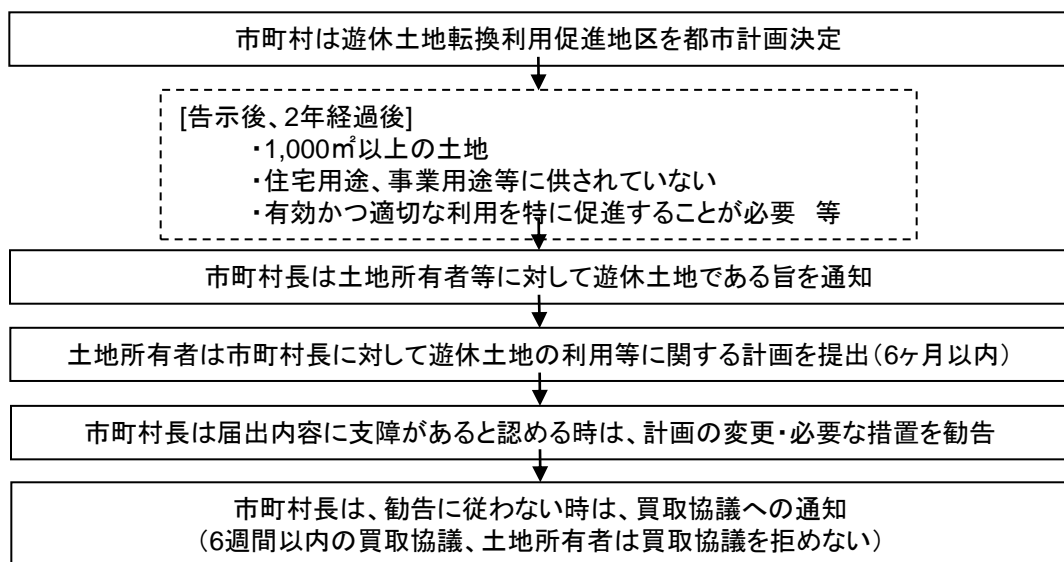 市町村は遊休土地転換利用促進地区を都市計画決定
[告示後、2年経過後]
・1,000㎡以上の土地
・住宅用途、事業用途等に供されていない
・有効かつ適切な利用を特に促進することが必要　等
市町村長は土地所有者等に対して遊休土地である旨を通知
土地所有者は市町村長に対して遊休土地の利用等に関する計画を提出（6ヶ月以内）
市町村長は届出内容に支障があると認める時は、計画の変更・必要な措置を勧告
市町村長は、勧告に従わない時は、買取協議への通知
（6週間以内の買取協議、土地所有者は買取協議を拒めない）